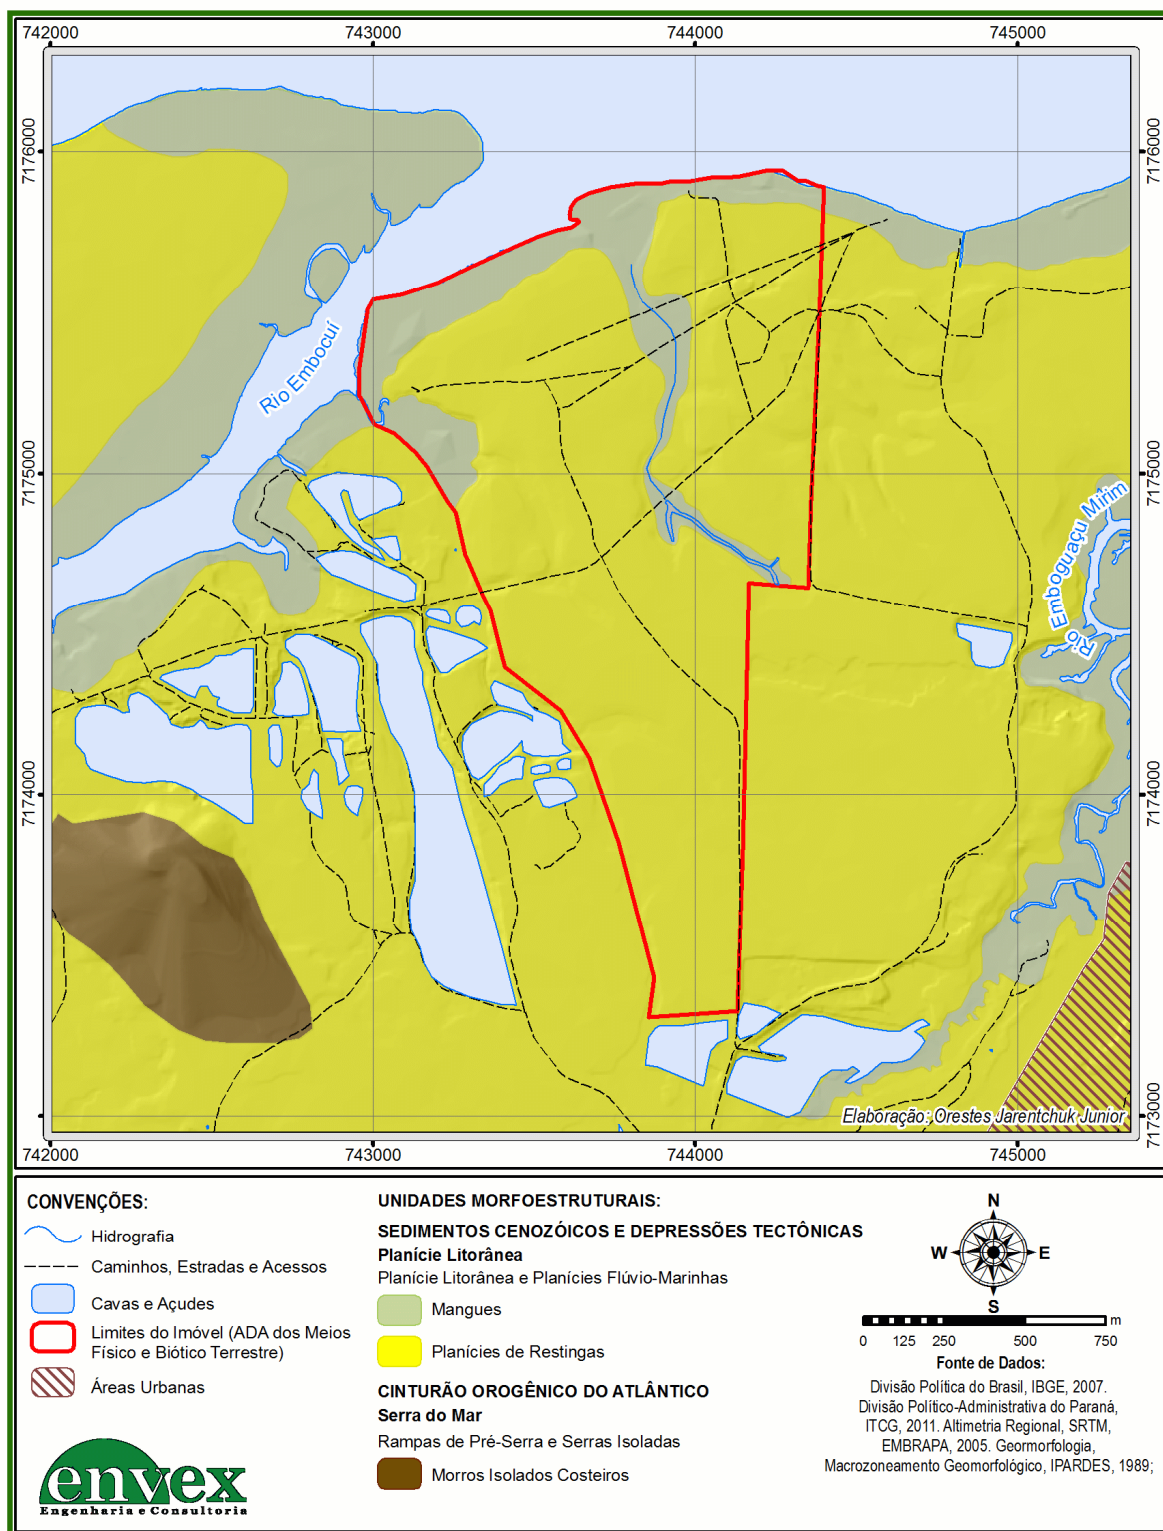 742000
743000
744000
745000
7176000
7176000
Rio Embocuí
7175000
7175000
Rio Emboguaçu Mirim
7174000
7174000
7173000
Elaboração: Orestes Jarentchuk Junior
742000
743000
744000
745000
CONVENÇÕES:
Hidrografia
Caminhos, Estradas e Acessos
Cavas e Açudes
Limites do Imóvel (ADA dos Meios
Físico e Biótico Terrestre)
Áreas Urbanas
envex
Engenharia e Consultoria
UNIDADES MORFOESTRUTURAIS:
SEDIMENTOS CENOZÓICOS E DEPRESSÕES TECTÔNICAS
Planície Litorânea
Planície Litorânea e Planícies Flúvio-Marinhas
Mangues
Planícies de Restingas
CINTURÃO OROGÊNICO DO ATLÂNTICO
Serra do Mar
Rampas de Pré-Serra e Serras Isoladas
Morros Isolados Costeiros
N
W E
S
m
0 125 250 500 750
Fonte de Dados:
Divisão Política do Brasil, IBGE, 2007.
Divisão Político-Administrativa do Paraná,
ITCG, 2011. Altimetria Regional, SRTM,
EMBRAPA, 2005. Geormorfologia,
Macrozoneamento Geomorfológico, IPARDES, 1989;